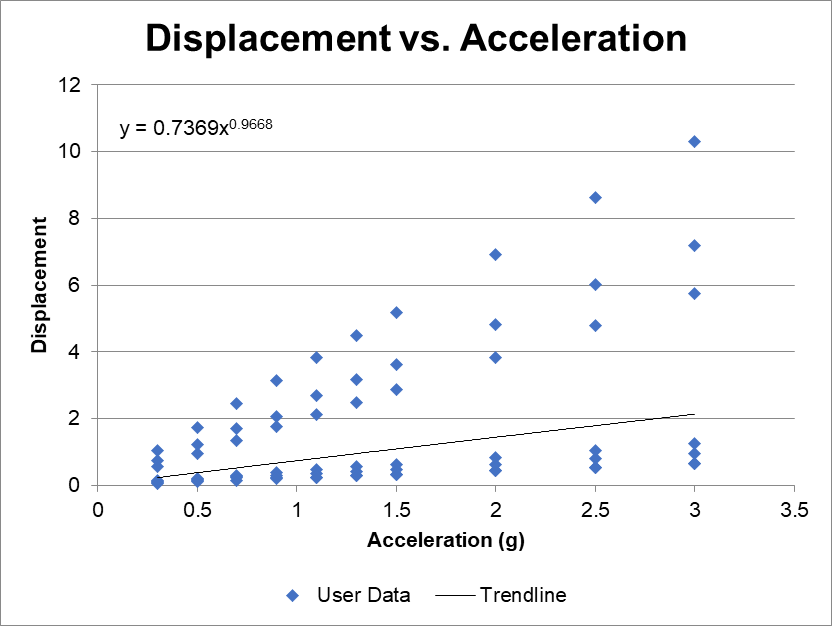 Displacement vs. Acceleration
12
y = 0.7369x^0.9668
10
8
6
4
2
0
Displacement
0 0.5 1 1.5 2 2.5 3 3.5
Acceleration (g)
User Data Trendline